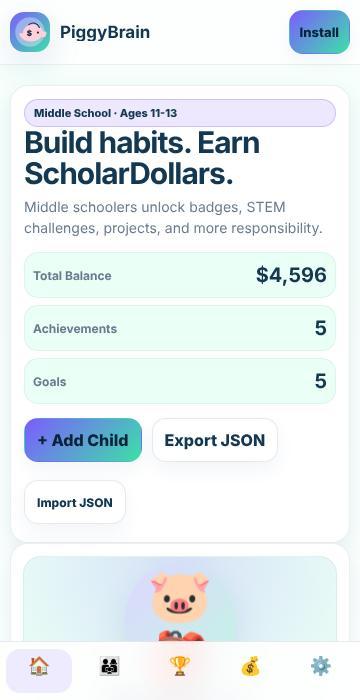 PiggyBrain
Install
Middle School · Ages 11-13
Build habits. Earn
ScholarDollars.
Middle schoolers unlock badges, STEM
challenges, projects, and more responsibility.
Total Balance
$4,596
Achievements
5
Goals
5
+ Add Child
Export JSON
Import JSON